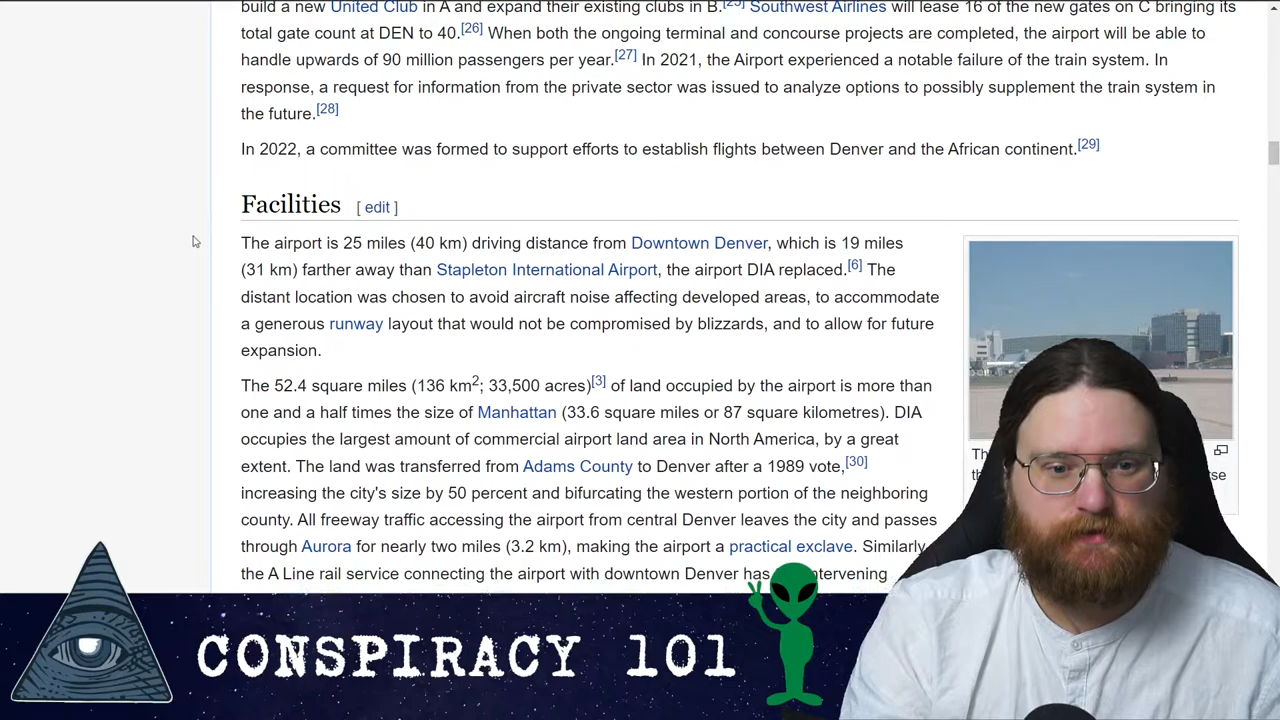 build a new United Club in A and expand their existing clubs in B.[25] Southwest Airlines will lease 16 of the new gates on C bringing its
total gate count at DEN to 40.[26] When both the ongoing terminal and concourse projects are completed, the airport will be able to
handle upwards of 90 million passengers per year.[27] In 2021, the Airport experienced a notable failure of the train system. In
response, a request for information from the private sector was issued to analyze options to possibly supplement the train system in
the future.[28]
In 2022, a committee was formed to support efforts to establish flights between Denver and the African continent.[29]
Facilities [ edit ]
The airport is 25 miles (40 km) driving distance from Downtown Denver, which is 19 miles
(31 km) farther away than Stapleton International Airport, the airport DIA replaced.[6] The
distant location was chosen to avoid aircraft noise affecting developed areas, to accommodate
a generous runway layout that would not be compromised by blizzards, and to allow for future
expansion.
The 52.4 square miles (136 km2; 33,500 acres)[3] of land occupied by the airport is more than
one and a half times the size of Manhattan (33.6 square miles or 87 square kilometres). DIA
occupies the largest amount of commercial airport land area in North America, by a great
extent. The land was transferred from Adams County to Denver after a 1989 vote,[30]
increasing the city's size by 50 percent and bifurcating the western portion of the neighboring
county. All freeway traffic accessing the airport from central Denver leaves the city and passes
through Aurora for nearly two miles (3.2 km), making the airport a practical exclave. Similarly,
the A Line rail service connecting the airport with downtown Denver has intervening
CONSPIRACY 101